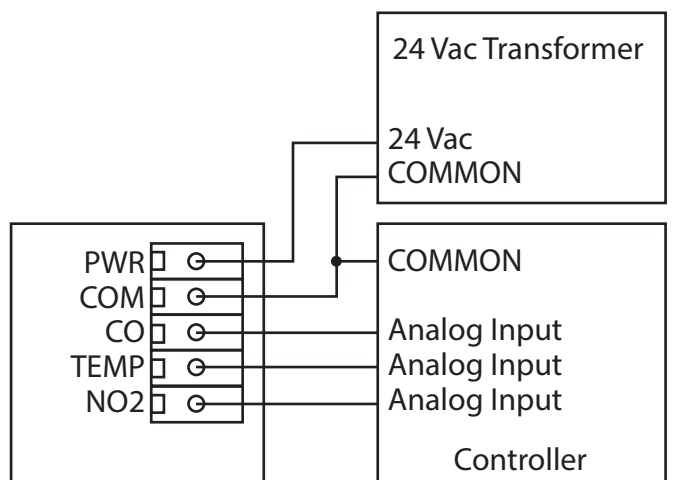 24 Vac Transformer
24 Vac
COMMON
PWR
COM
CO
TEMP
NO2
COMMON
Analog Input
Analog Input
Analog Input
Controller